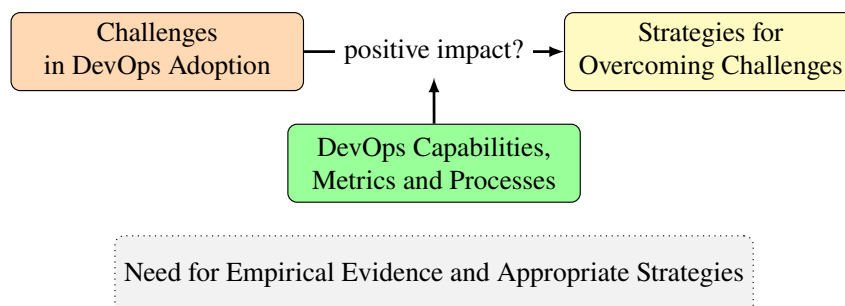 Challenges
in DevOps Adoption
positive impact?
Strategies for
Overcoming Challenges
DevOps Capabilities,
Metrics and Processes
Need for Empirical Evidence and Appropriate Strategies